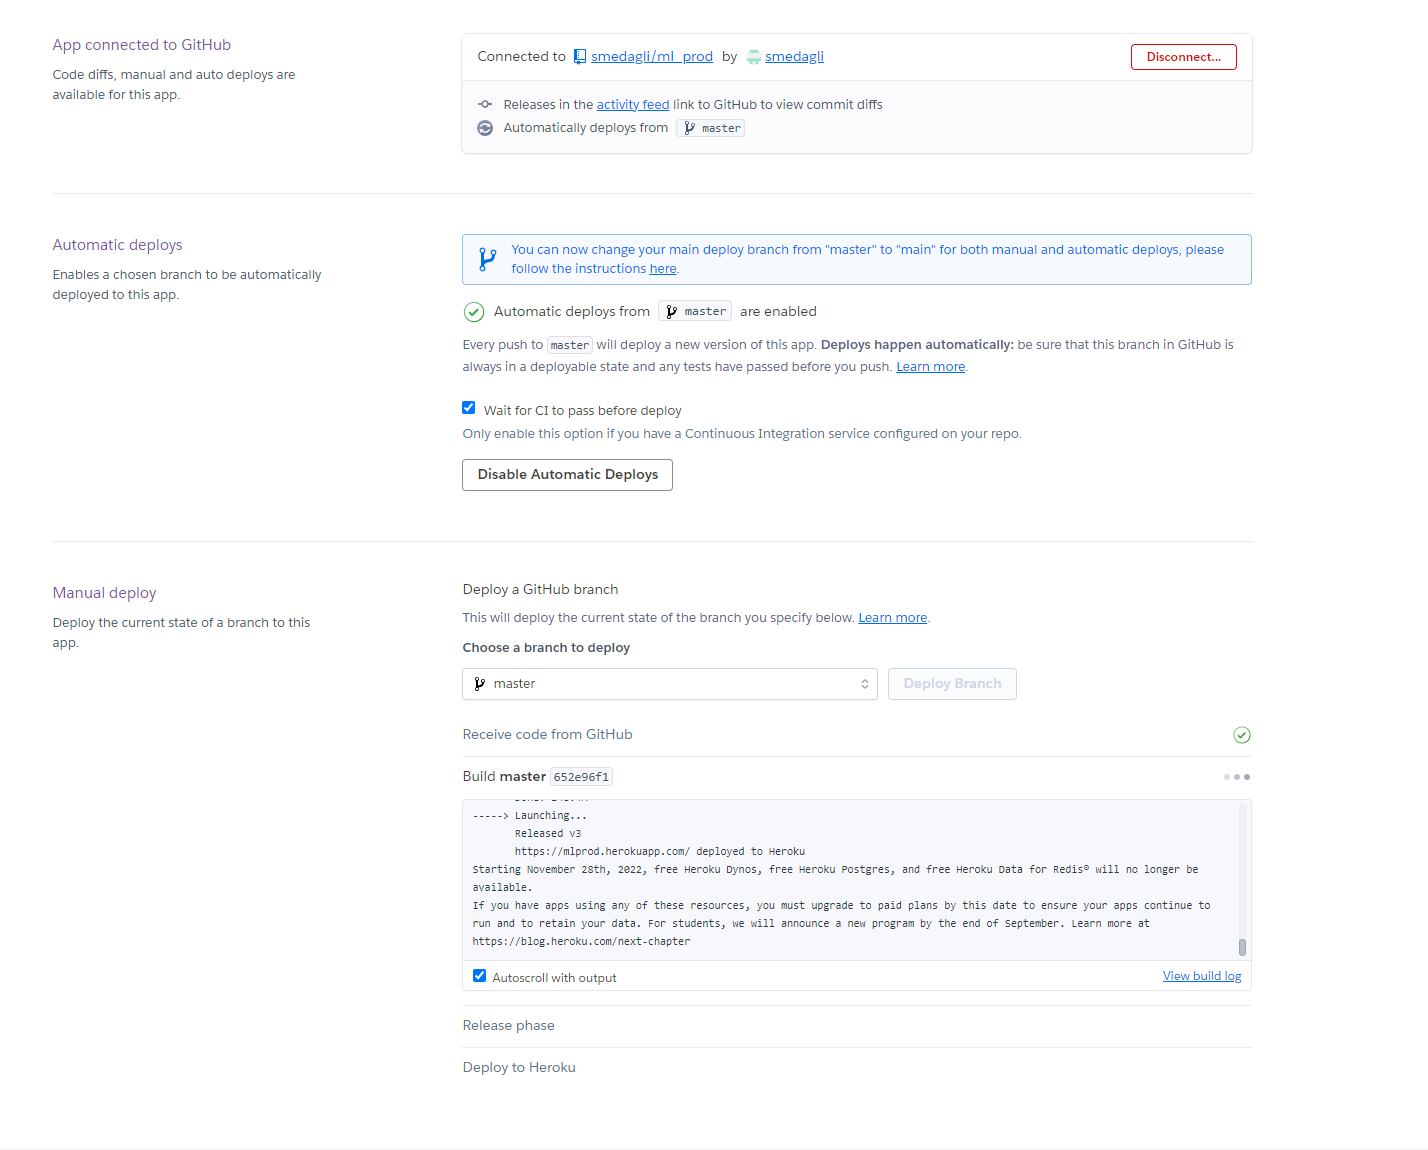 App connected to GitHub
Code diffs, manual and auto deploys are
available for this app.
Connected to smedagli/ml_prod by smedagli
Disconnect...
Releases in the activity feed link to GitHub to view commit diffs
Automatically deploys from master
Automatic deploys
Enables a chosen branch to be automatically
deployed to this app.
You can now change your main deploy branch from "master" to "main" for both manual and automatic deploys, please
follow the instructions here.
Automatic deploys from master are enabled
Every push to master will deploy a new version of this app. Deploys happen automatically: be sure that this branch in GitHub is
always in a deployable state and any tests have passed before you push. Learn more.
Wait for CI to pass before deploy
Only enable this option if you have a Continuous Integration service configured on your repo.
Disable Automatic Deploys
Manual deploy
Deploy the current state of a branch to this
app.
Deploy a GitHub branch
This will deploy the current state of the branch you specify below. Learn more.
Choose a branch to deploy
master
Deploy Branch
Receive code from GitHub
Build master 652e96f1
-----> Launching...
Released v3
https://mlprod.herokuapp.com/ deployed to Heroku
Starting November 28th, 2022, free Heroku Dynos, free Heroku Postgres, and free Heroku Data for Redis® will no longer be
available.
If you have apps using any of these resources, you must upgrade to paid plans by this date to ensure your apps continue to
run and to retain your data. For students, we will announce a new program by the end of September. Learn more at
https://blog.heroku.com/next-chapter
Autoscroll with output
View build log
Release phase
Deploy to Heroku